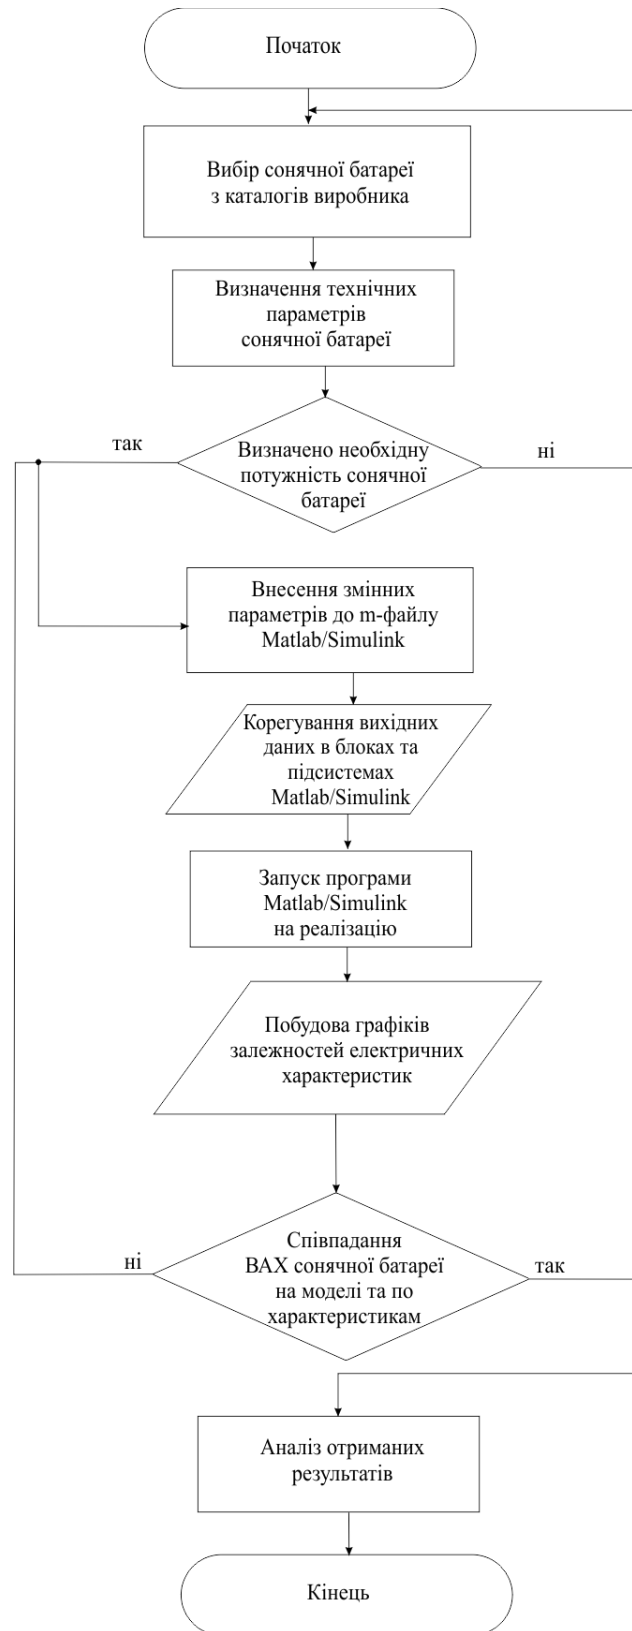 Початок
Вибір сонячної батареї
з каталогів виробника
Визначення технічних
параметрів
сонячної батареї
так
Визначено необхідну
потужність сонячної
батареї
ні
Внесення змінних
параметрів до m-файлу
Matlab/Simulink
Корегування вихідних
даних в блоках та
підсистемах
Matlab/Simulink
Запуск програми
Matlab/Simulink
на реалізацію
Побудова графіків
залежностей електричних
характеристик
ні
Співпадання
ВАХ сонячної батареї
на моделі та по
характеристикам
так
Аналіз отриманих
результатів
Кінець